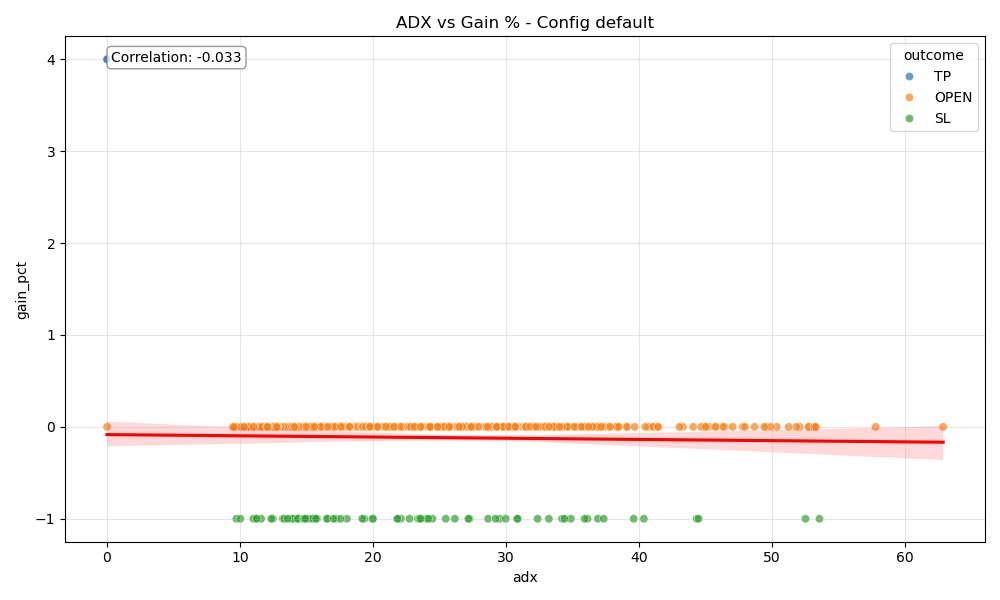 ADX vs Gain % - Config default
Correlation: -0.033
outcome
TP
OPEN
SL
gain_pct
4
3
2
1
0
−1
0 10 20 30 40 50 60
adx